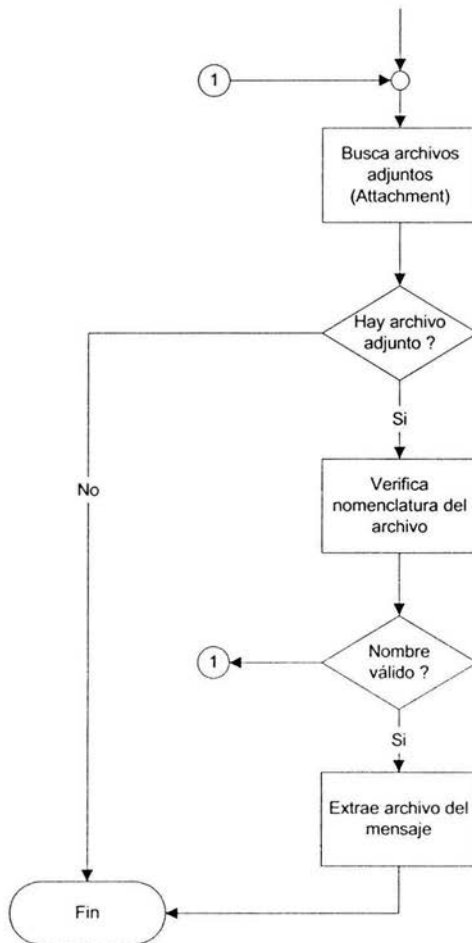 1
Busca archivos
adjuntos
(Attachment)
Hay archivo
adjunto ?
Si
No
Verifica
nomenclatura del
archivo
Nombre
válido ?
1
Si
Extrae archivo del
mensaje
Fin